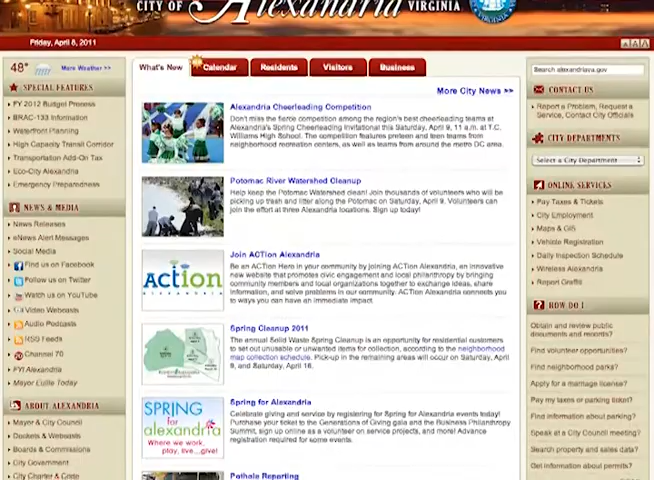 CITY OF Alexandria VIRGINIA
Friday, April 8, 2011
A A A
48°
More Weather >>
What's New
Calendar
Residents
Visitors
Business
SPECIAL FEATURES
FY 2012 Budget Process
BRAC-133 Information
Waterfront Planning
High Capacity Transit Corridor
Transportation Add-On Tax
Eco-City Alexandria
Emergency Preparedness
NEWS & MEDIA
News Releases
eNews Alert Messages
Social Media
Find us on Facebook
Follow us on Twitter
Watch us on YouTube
Video Webcasts
Audio Podcasts
RSS Feeds
Channel 70
FYI Alexandria
Mayor Euille Today
ABOUT ALEXANDRIA
Mayor & City Council
Dockets & Webcasts
Boards & Commissions
City Government
City Charter & Code
More City News >>
Alexandria Cheerleading Competition
Don't miss the fierce competition among the region's best cheerleading teams at
Alexandria's Spring Cheerleading Invitational this Saturday, April 9, 11 a.m. at T.C.
Williams High School. The competition features preteen and teen teams from
neighborhood recreation centers, as well as teams from around the metro DC area.
Potomac River Watershed Cleanup
Help keep the Potomac Watershed clean! Join thousands of volunteers who will be
picking up trash and litter along the Potomac on Saturday, April 9. Volunteers can
join the effort at three Alexandria locations. Sign up today!
ACTion
ALEXANDRIA
Join ACTion Alexandria
Be an ACTion Hero in your community by joining ACTion Alexandria, an innovative
new website that promotes civic engagement and local philanthropy by bringing
community members and local organizations together to exchange ideas, share
information, and solve problems in our community. ACTion Alexandria connects you
to ways you can have an immediate impact.
Spring Cleanup 2011
The annual Solid Waste Spring Cleanup is an opportunity for residential customers
to set out unusable or unwanted items for collection, according to the neighborhood
map collection schedule. Pick-up in the remaining areas will occur on Saturday, April
9, and Saturday, April 16.
SPRING
for
alexandria
Where we work,
play, live...give!
Spring for Alexandria
Celebrate giving and service by registering for Spring for Alexandria events today!
Purchase your ticket to the Generations of Giving gala and the Business Philanthropy
Summit, sign up online as a volunteer on service projects, and more! Advance
registration required for some events.
Pothole Reporting
Search alexandriava.gov
CONTACT US
Report a Problem, Request a
Service, Contact City Officials
CITY DEPARTMENTS
Select a City Department
ONLINE SERVICES
Pay Taxes & Tickets
City Employment
Maps & GIS
Vehicle Registration
Daily Inspection Schedule
Wireless Alexandria
Report Graffiti
HOW DO I
Obtain and review public
documents and records?
Find volunteer opportunities?
Find neighborhood parks?
Apply for a marriage license?
Pay my taxes or parking ticket?
Find information about parking?
Speak at a City Council meeting?
Search property and sales data?
Get information about permits?